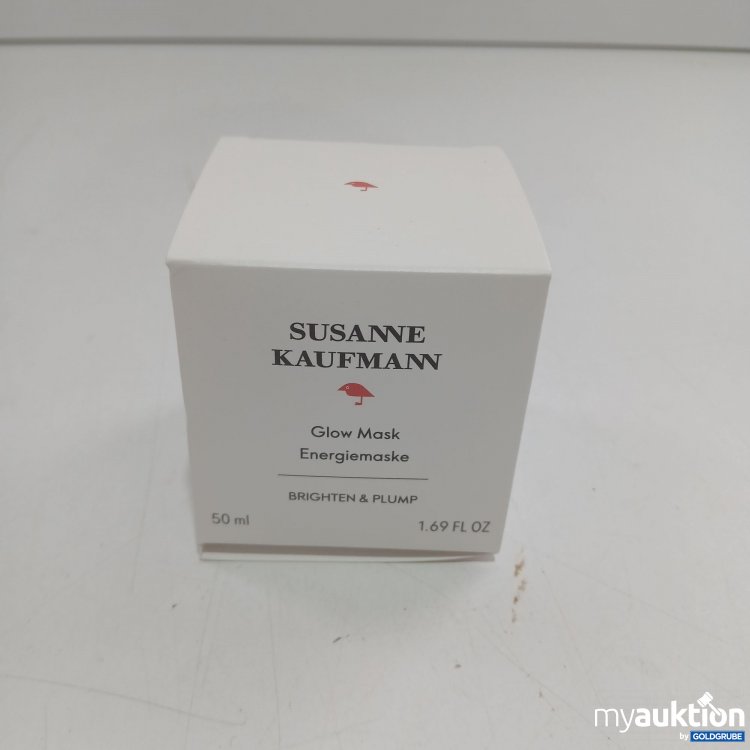 SUSANNE
KAUFMANN
Glow Mask
Energiemaske
BRIGHTEN & PLUMP
50 ml
1.69 FL OZ
myauktion
by GOLDGRUBE